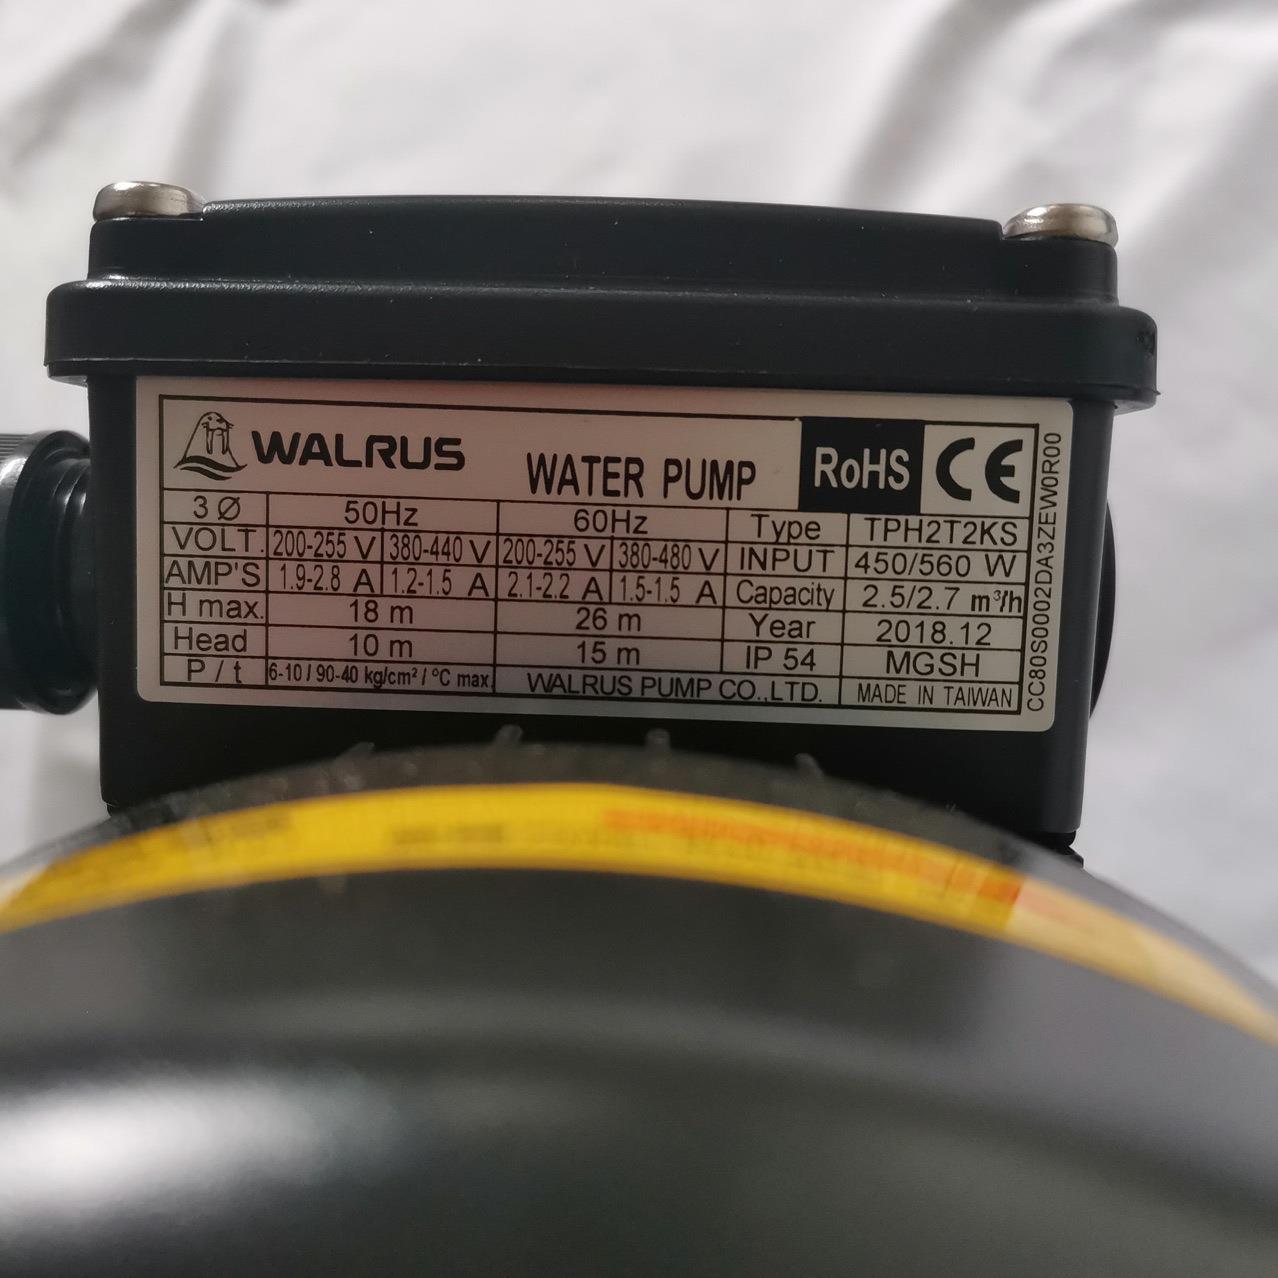 WALRUS WATER PUMP RoHS CE
3 Ø 50Hz 60Hz Type TPH2T2KS
VOLT. 200-255 V 380-440 V 200-255 V 380-480 V INPUT 450/560 W
AMP'S 1.9-2.8 A 1.2-1.5 A 2.1-2.2 A 1.5-1.5 A Capacity 2.5/2.7 m³/h
H max. 18 m 26 m Year 2018.12
Head 10 m 15 m IP 54 MGSH
P / t 6-10 / 90-40 kg/cm² / °C max. WALRUS PUMP CO.,LTD. MADE IN TAIWAN
CC80S0002DA3ZEW0R00